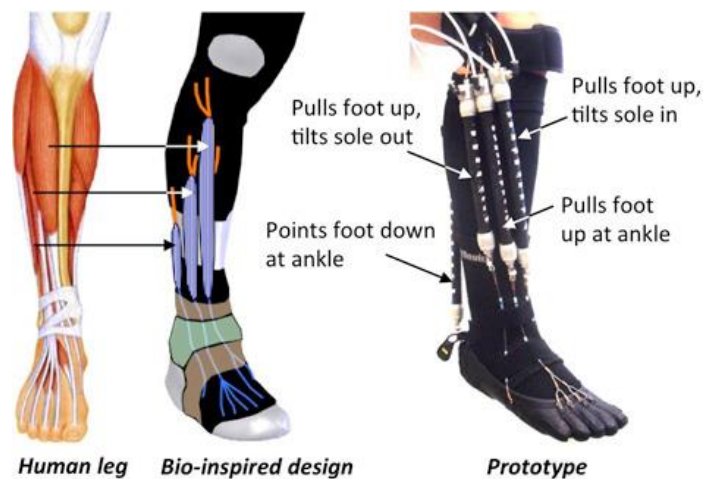 Pulls foot up,
tilts sole out
Pulls foot up,
tilts sole in
Points foot down
at ankle
Pulls foot
up at ankle
Human leg
Bio-inspired design
Prototype